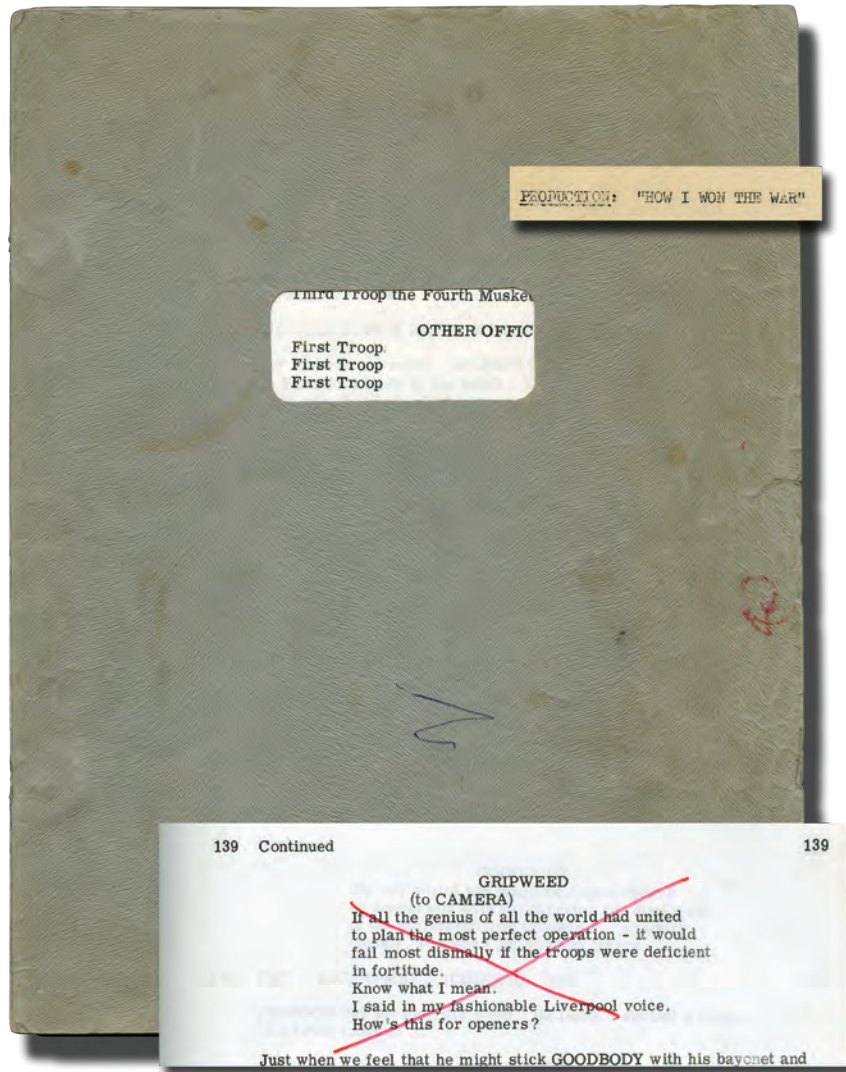 PRODUCTION: "HOW I WON THE WAR"
Third Troop the Fourth Musket
OTHER OFFIC
First Troop.
First Troop
First Troop
139 Continued 139
GRIPWEED
(to CAMERA)
If all the genius of all the world had united
to plan the most perfect operation - it would
fail most dismally if the troops were deficient
in fortitude.
Know what I mean.
I said in my fashionable Liverpool voice.
How's this for openers?
Just when we feel that he might stick GOODBODY with his bayonet and